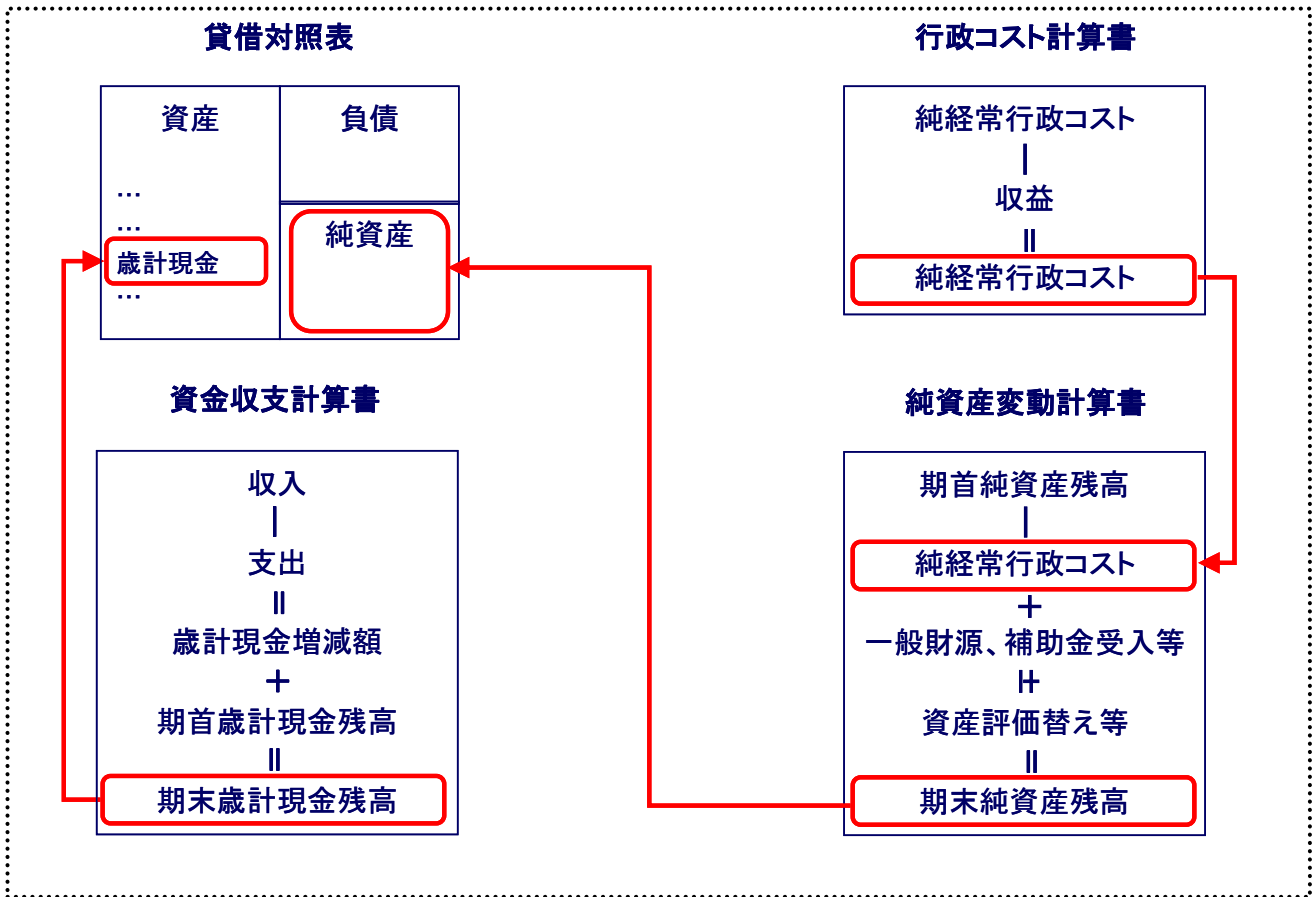 貸借対照表
資産
負債
…
…
歳計現金
…
純資産
行政コスト計算書
純経常行政コスト
ー
収益
＝
純経常行政コスト
資金収支計算書
収入
ー
支出
＝
歳計現金増減額
＋
期首歳計現金残高
＝
期末歳計現金残高
純資産変動計算書
期首純資産残高
ー
純経常行政コスト
＋
一般財源、補助金受入等
±
資産評価替え等
＝
期末純資産残高